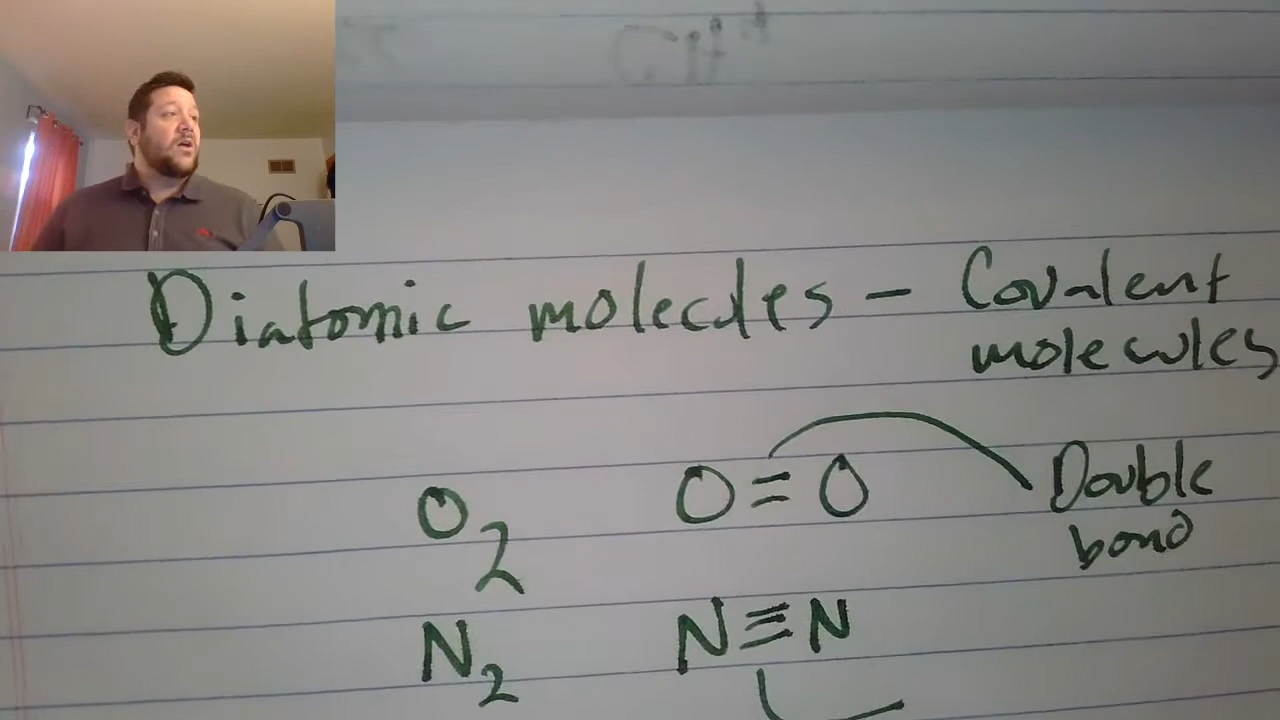 Diatomic molecules - Covalent
molecules
O2 O=O Double
bond
N2 N≡N